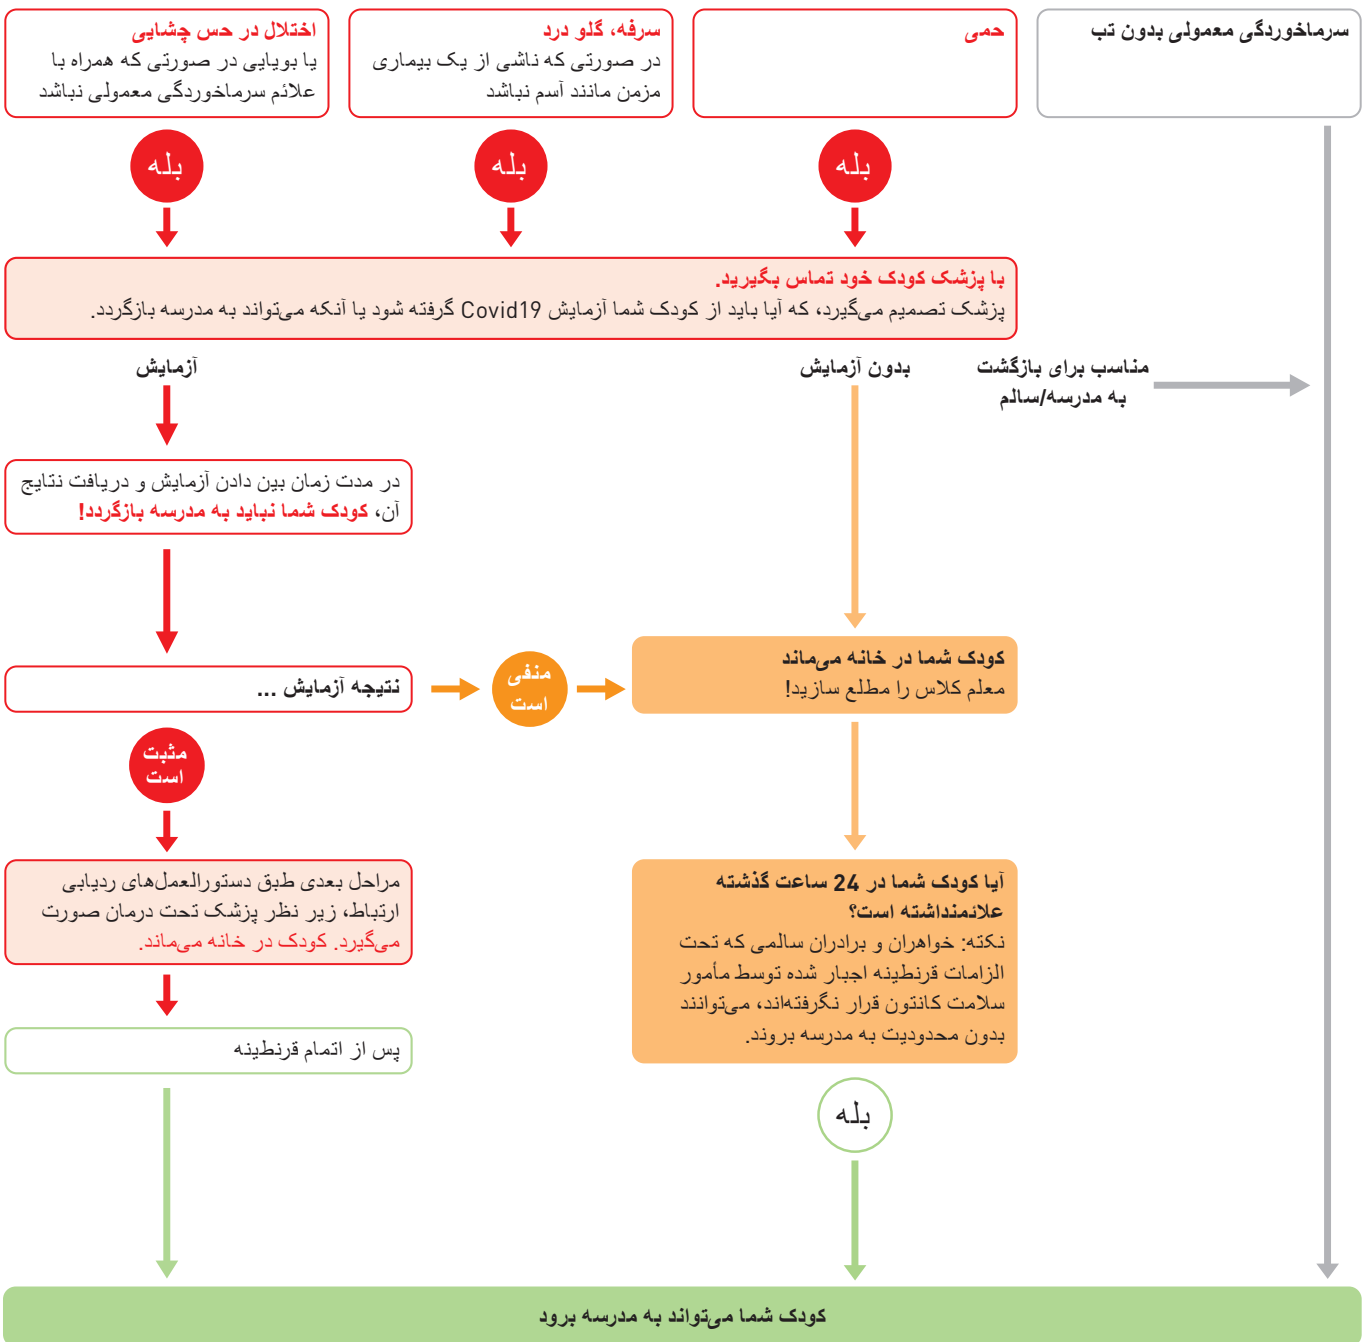 سرماخوردگی معمولی بدون تب
حمی
سرفه، گلو درد
در صورتی که ناشی از یک بیماری
مزمن مانند آسم نباشد
اختلال در حس چشایی
یا بویایی در صورتی که همراه با
علائم سرماخوردگی معمولی نباشد
بله
بله
بله
با پزشک کودک خود تماس بگیرید.
پزشک تصمیم می‌گیرد، که آیا باید از کودک شما آزمایش Covid19 گرفته شود یا آنکه می‌تواند به مدرسه بازگردد.
مناسب برای بازگشت
به مدرسه/سالم
بدون آزمایش
آزمایش
در مدت زمان بین دادن آزمایش و دریافت نتایج
آن، کودک شما نباید به مدرسه بازگردد!
نتیجه آزمایش ...
منفی
است
کودک شما در خانه می‌ماند
معلم کلاس را مطلع سازید!
مثبت
است
مراحل بعدی طبق دستورالعمل‌های ردیابی
ارتباط، زیر نظر پزشک تحت درمان صورت
می‌گیرد. کودک در خانه می‌ماند.
آیا کودک شما در 24 ساعت گذشته
علائمنداشته است؟
نکته: خواهران و برادران سالمی که تحت
الزامات قرنطینه اجبار شده توسط مأمور
سلامت کانتون قرار نگرفته‌اند، می‌توانند
بدون محدودیت به مدرسه بروند.
پس از اتمام قرنطینه
بله
کودک شما می‌تواند به مدرسه برود